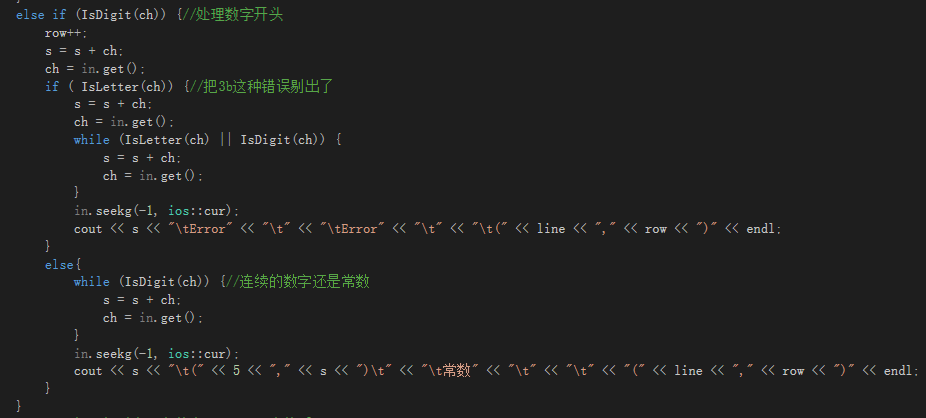 else if (IsDigit(ch)) {//处理数字开头
row++;
s = s + ch;
ch = in.get();
if ( IsLetter(ch)) {//把3b这种错误剔出了
s = s + ch;
ch = in.get();
while (IsLetter(ch) || IsDigit(ch)) {
s = s + ch;
ch = in.get();
}
in.seekg(-1, ios::cur);
cout << s << "\tError" << "\t" << "\tError" << "\t" << "\t(" << line << "," << row << ")" << endl;
}
else{
while (IsDigit(ch)) {//连续的数字还是常数
s = s + ch;
ch = in.get();
}
in.seekg(-1, ios::cur);
cout << s << "\t(" << 5 << "," << s << ")\t" << "\t常数" << "\t" << "\t" << "(" << line << "," << row << ")" << endl;
}
}